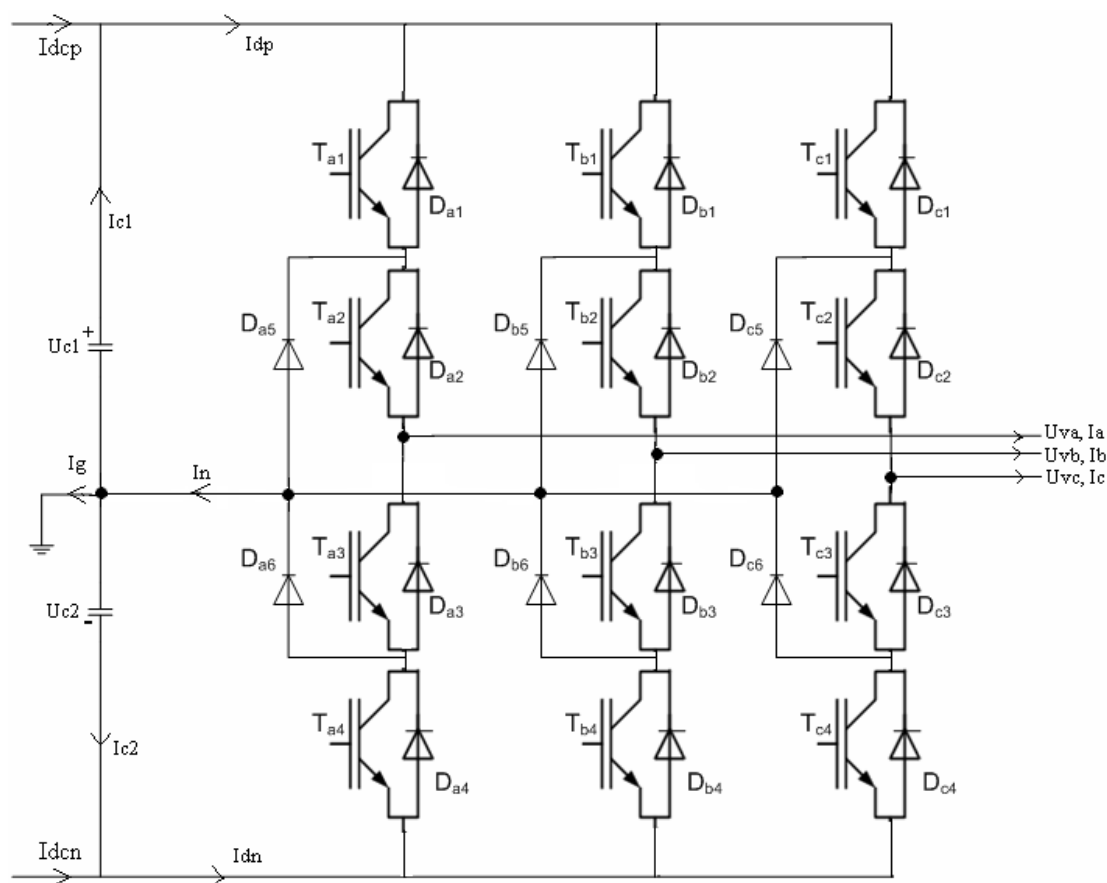 Idcp
Idp
Ta1
Da1
Tb1
Db1
Tc1
Dc1
Ic1
Ta2
Da2
Tb2
Db2
Tc2
Dc2
Da5
Db5
Dc5
+
Uc1
Uva, Ia
Uvb, Ib
Uvc, Ic
Ig
In
Ta3
Da3
Tb3
Db3
Tc3
Dc3
Da6
Db6
Dc6
Uc2
-
Ta4
Da4
Tb4
Db4
Tc4
Dc4
Ic2
Idcn
Idn